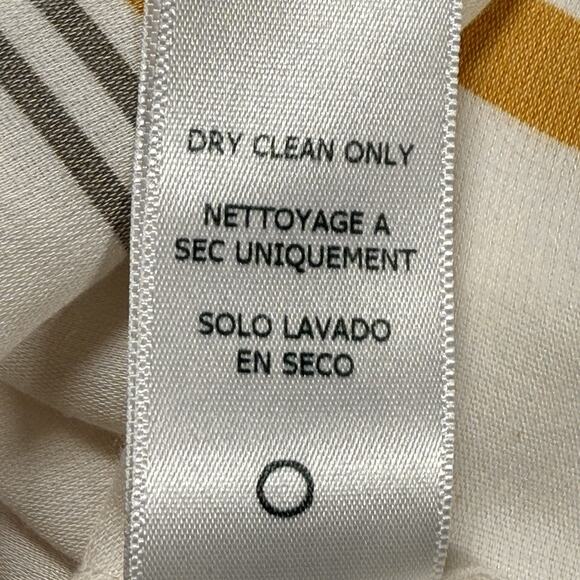 DRY CLEAN ONLY
NETTOYAGE A
SEC UNIQUEMENT
SOLO LAVADO
EN SECO